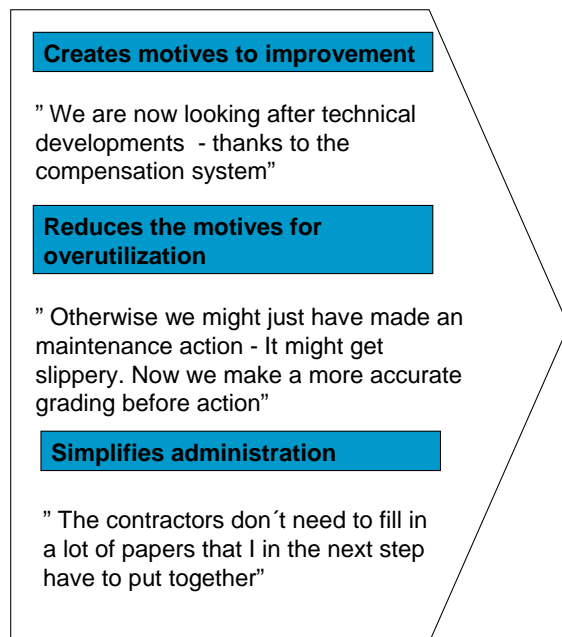 Creates motives to improvement
” We are now looking after technical
developments - thanks to the
compensation system”
Reduces the motives for
overutilization
” Otherwise we might just have made an
maintenance action - It might get
slippery. Now we make a more accurate
grading before action”
Simplifies administration
” The contractors don´t need to fill in
a lot of papers that I in the next step
have to put together”